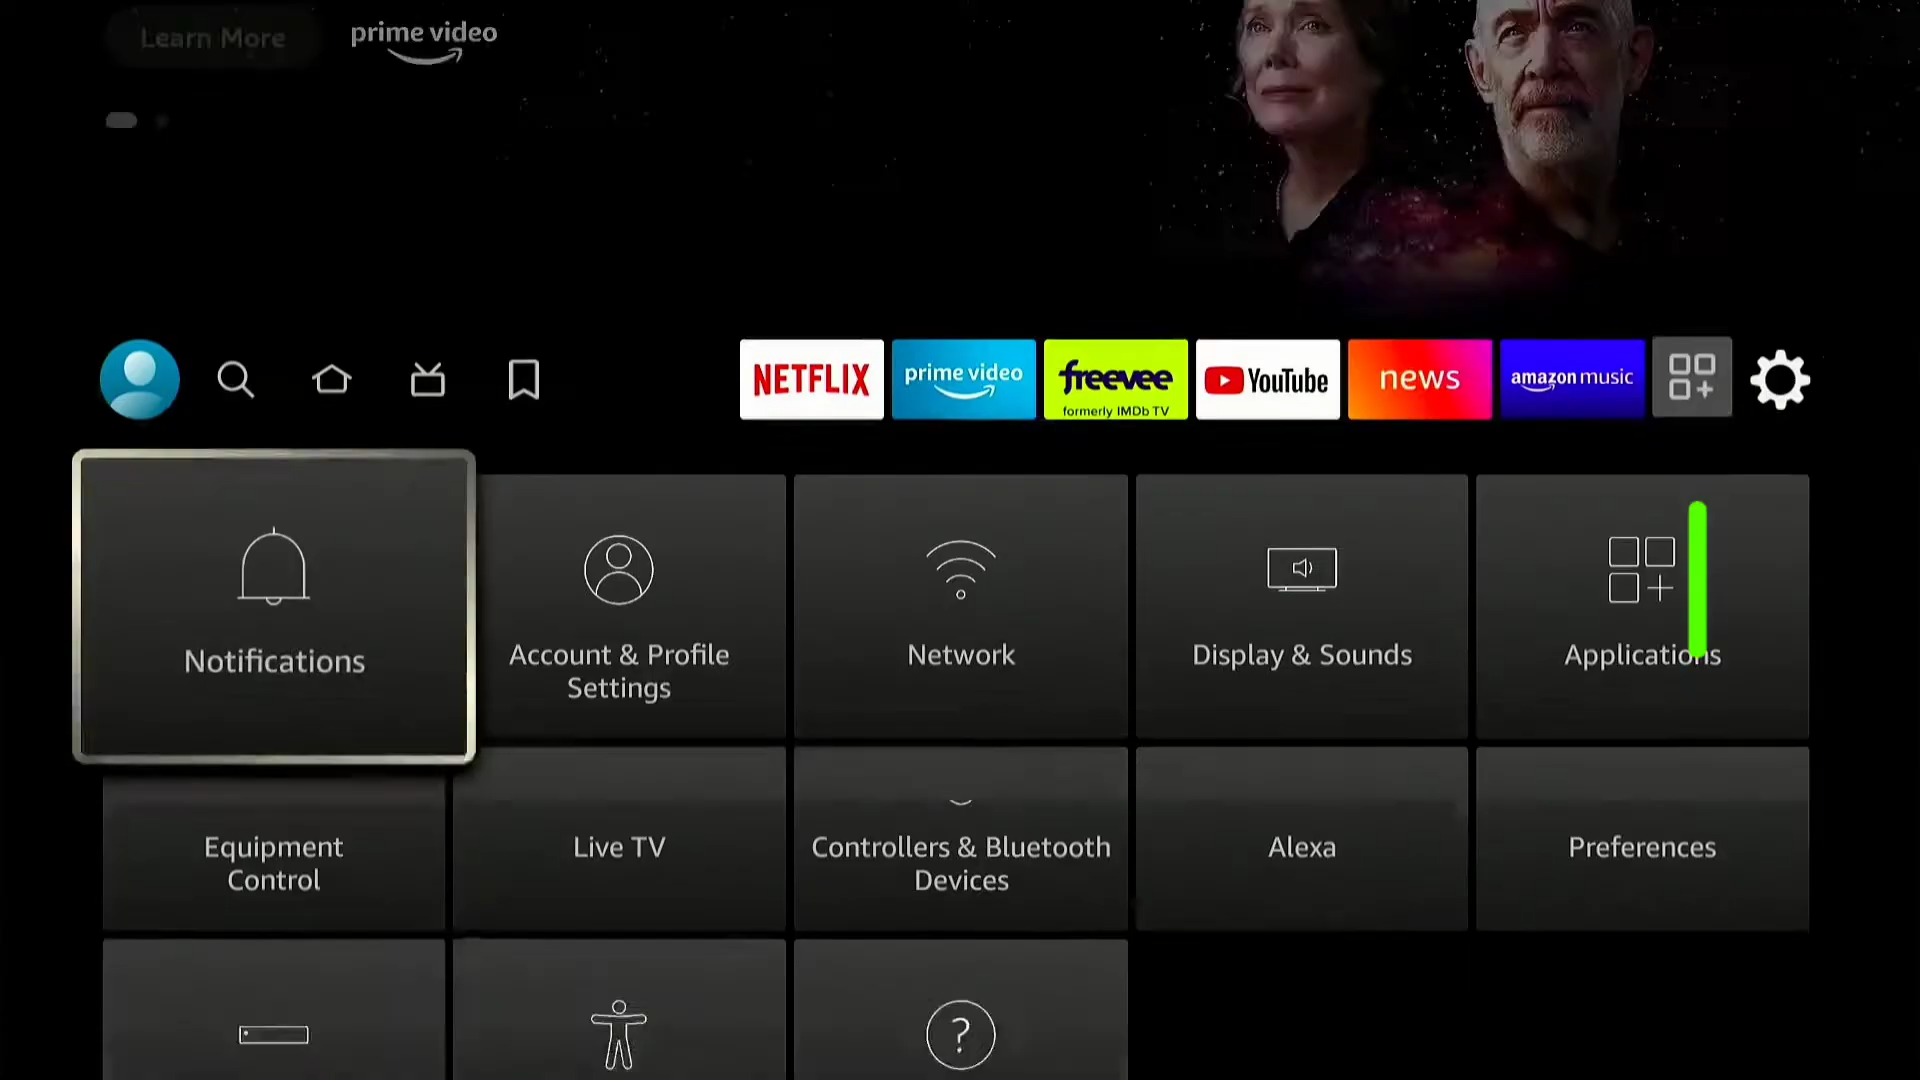 Learn More
prime video
NETFLIX
prime video
freevee
formerly IMDb TV
YouTube
news
amazon music
Notifications
Account & Profile
Settings
Network
Display & Sounds
Applications
Equipment
Control
Live TV
Controllers & Bluetooth
Devices
Alexa
Preferences
?